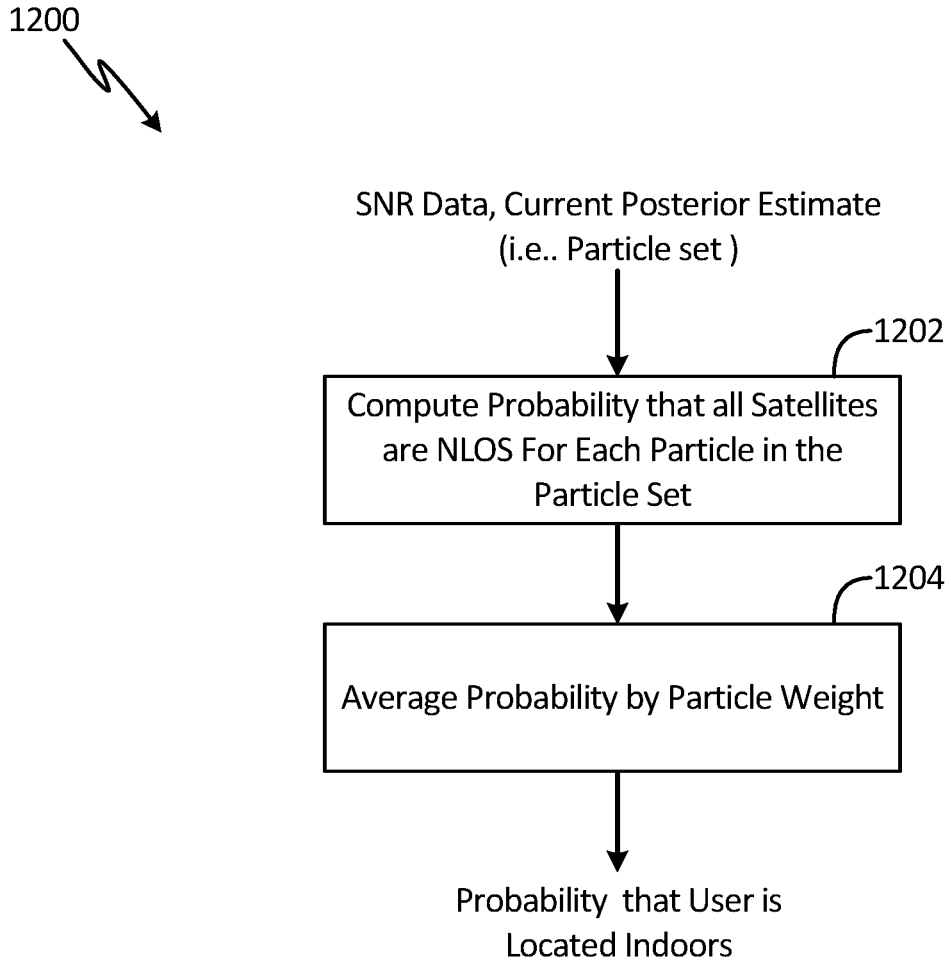 1200
SNR Data, Current Posterior Estimate
(i.e.. Particle set )
1202
Compute Probability that all Satellites
are NLOS For Each Particle in the
Particle Set
1204
Average Probability by Particle Weight
Probability that User is
Located Indoors